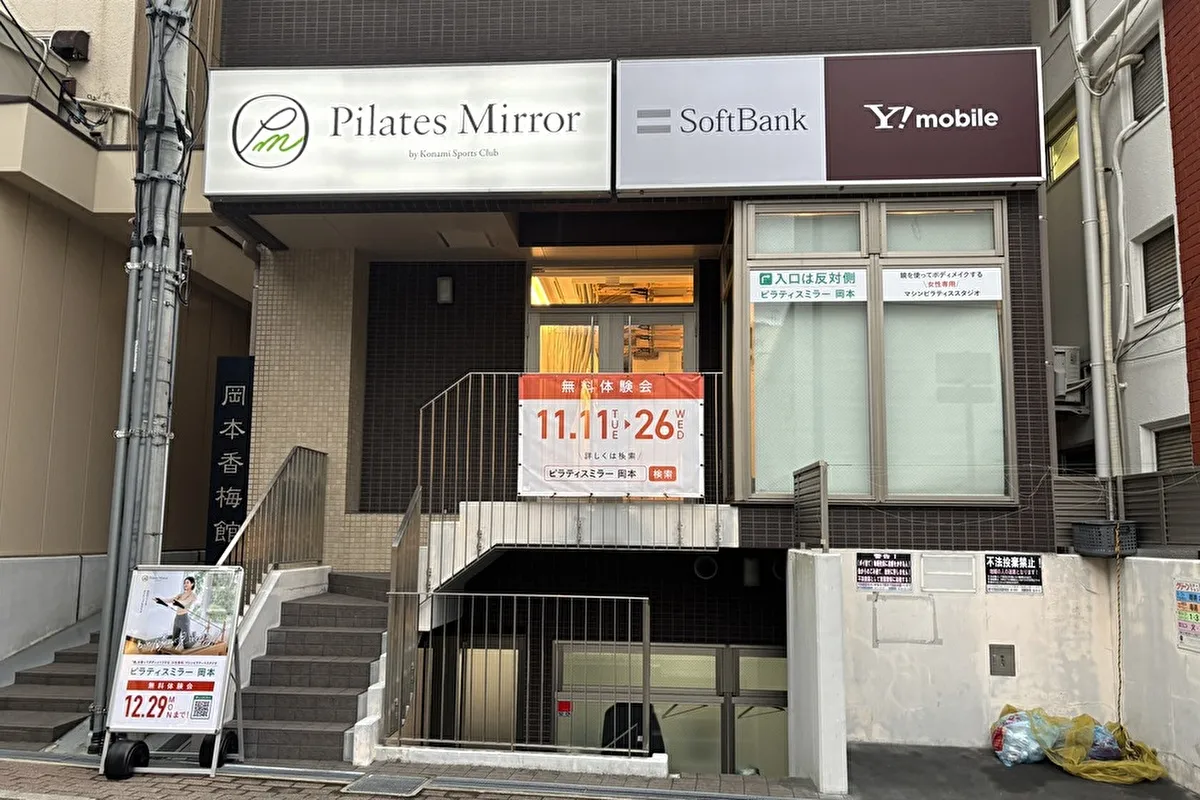 Pm
Pilates Mirror
by Konami Sports Club
SoftBank
Y!mobile
入口は反対側
ピラティスミラー 岡本
鏡を使ってボディメイクする
\女性専用/
マシンピラティススタジオ
無料体験会
11.11 TUE ▸ 26 WED
\詳しくは検索/
ピラティスミラー 岡本 検索
岡本香梅館
ピラティスミラー 岡本
無料体験会
12.29 MON まで!
警告!
不法投棄禁止!